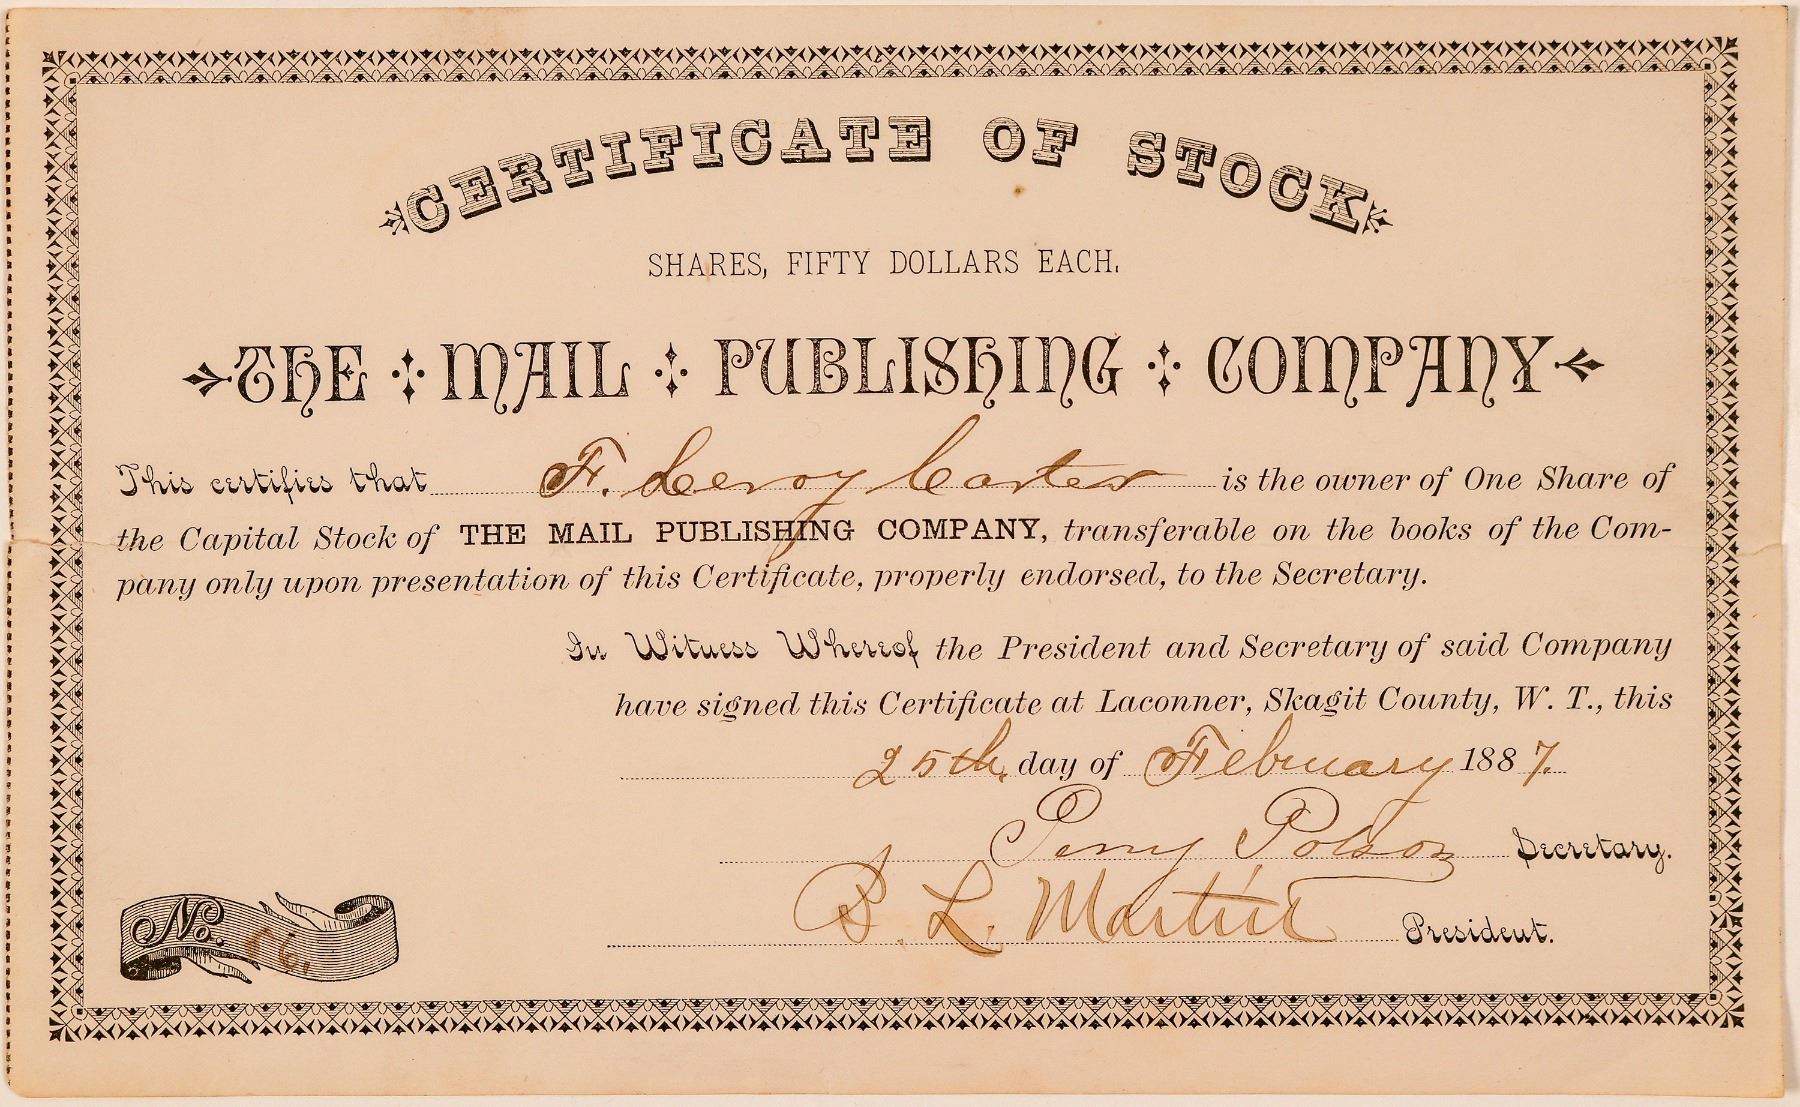 CERTIFICATE OF STOCK
SHARES, FIFTY DOLLARS EACH.
THE MAIL PUBLISHING COMPANY
This certifies that F. Leroy Carter is the owner of One Share of
the Capital Stock of THE MAIL PUBLISHING COMPANY, transferable on the books of the Com-
pany only upon presentation of this Certificate, properly endorsed, to the Secretary.
In Witness Whereof the President and Secretary of said Company
have signed this Certificate at Laconner, Skagit County, W. T., this
25th, day of February 1887.
Perry Polson Secretary.
B. L. Martin President.
No.